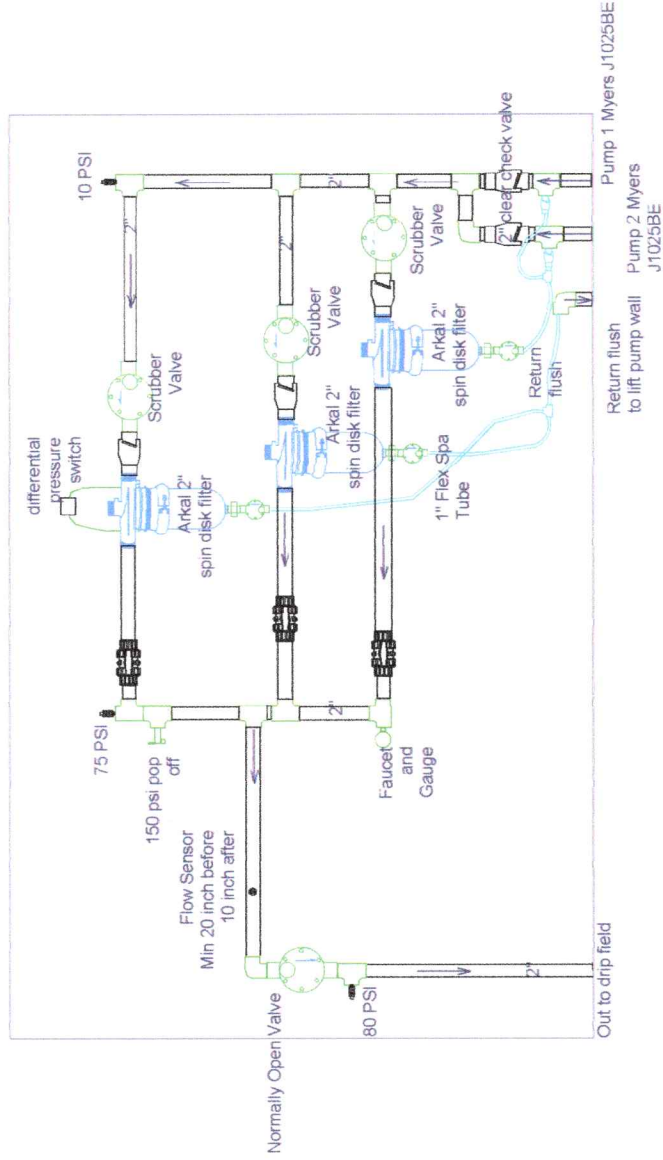 10 PSI
2"
2"
2"
2" clear check valve
Pump 1 Myers J1025BE
Pump 2 Myers
J1025BE
Return flush
to lift pump wall
Scrubber
Valve
Scrubber
Valve
Scrubber
Valve
differential
pressure
switch
Arkal 2"
spin disk filter
Arkal 2"
spin disk filter
Arkal 2"
spin disk filter
Return
flush
1" Flex Spa
Tube
75 PSI
150 psi pop
off
2"
Faucet
and
Gauge
Flow Sensor
Min 20 inch before
10 inch after
Normally Open Valve
80 PSI
2"
Out to drip field